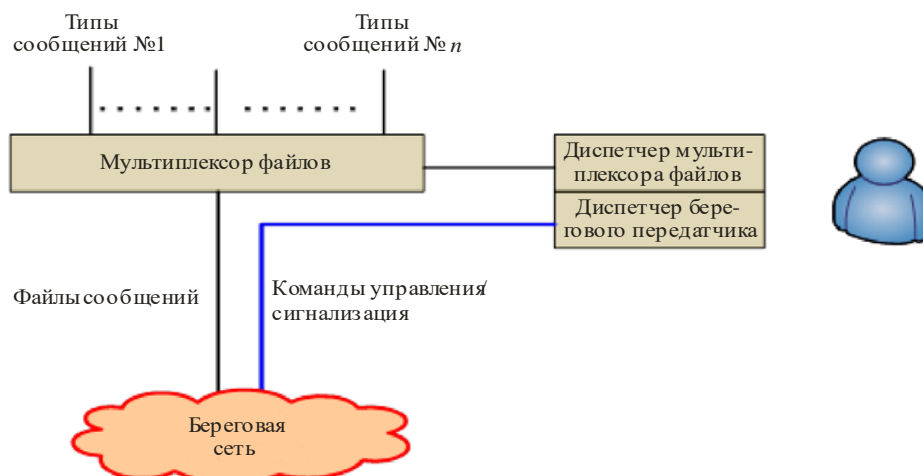 Типы
сообщений №1
Типы
сообщений № n
Мультиплексор файлов
Диспетчер мульти-
плексора файлов
Диспетчер бере-
гового передатчика
Файлы сообщений
Команды управления/
сигнализация
Береговая
сеть